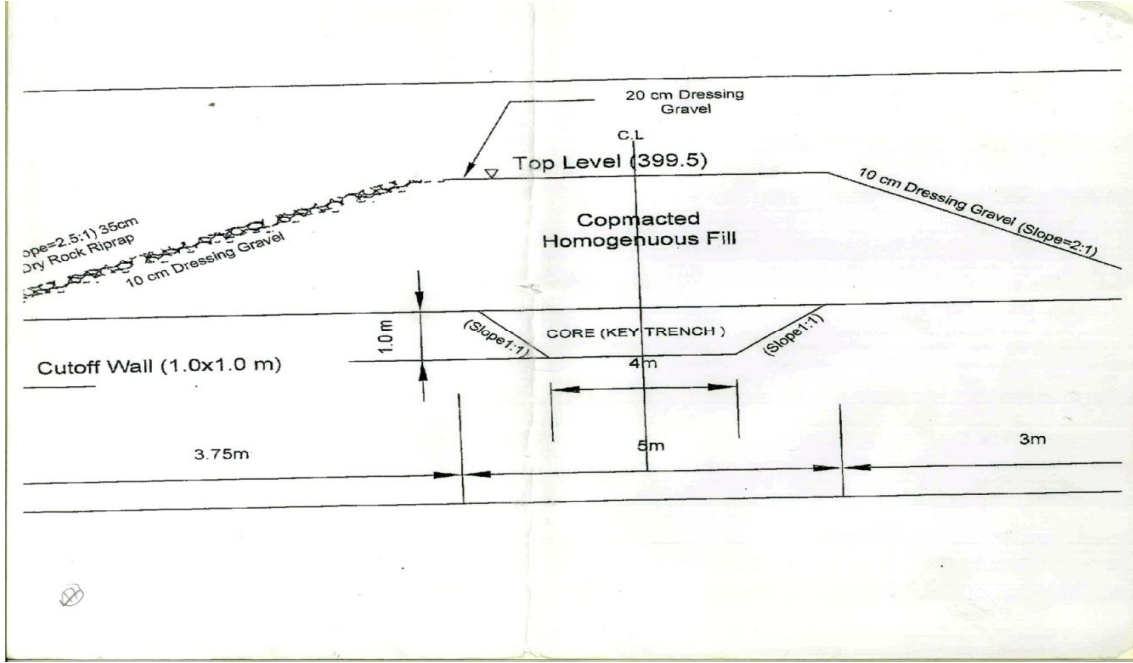 20 cm Dressing
Gravel
C.L
Top Level (399.5)
10 cm Dressing Gravel (Slope=2:1)
Copmacted
Homogenuous Fill
ope=2.5:1) 35cm
Dry Rock Riprap
10 cm Dressing Gravel
1.0 m
(Slope1:1)
CORE (KEY TRENCH )
(Slope1:1)
Cutoff Wall (1.0x1.0 m)
4m
3.75m
5m
3m